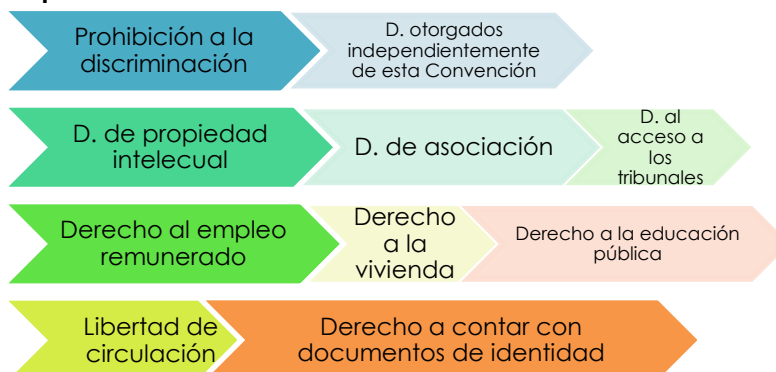 Prohibición a la
discriminación
D. otorgados
independientemente
de esta Convención
D. de propiedad
intelecual
D. de asociación
D. al
acceso a
los
tribunales
Derecho al empleo
remunerado
Derecho
a la
vivienda
Derecho a la educación
pública
Libertad de
circulación
Derecho a contar con
documentos de identidad